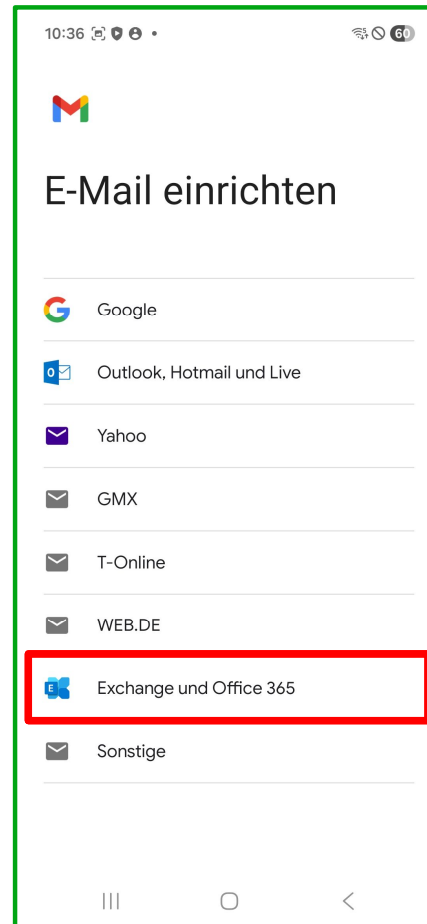 10:36
60
E-Mail einrichten
Google
Outlook, Hotmail und Live
Yahoo
GMX
T-Online
WEB.DE
Exchange und Office 365
Sonstige